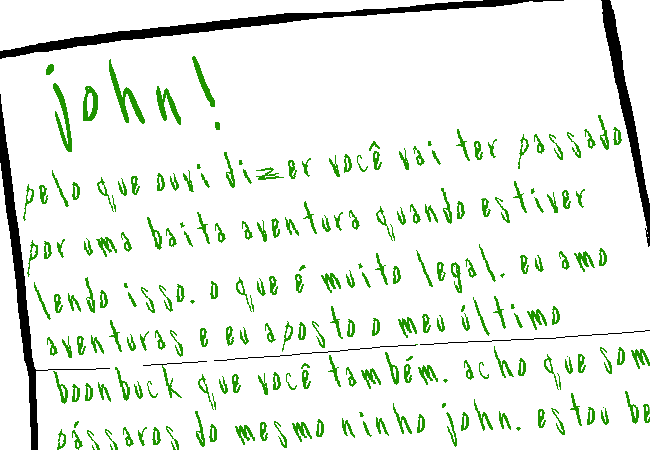 john!
pelo que ouvi dizer você vai ter passado
por uma baita aventura quando estiver
lendo isso. o que é muito legal. eu amo
aventuras e eu aposto o meu último
boonbuck que você também. acho que som
pássaros do mesmo ninho john. estou be